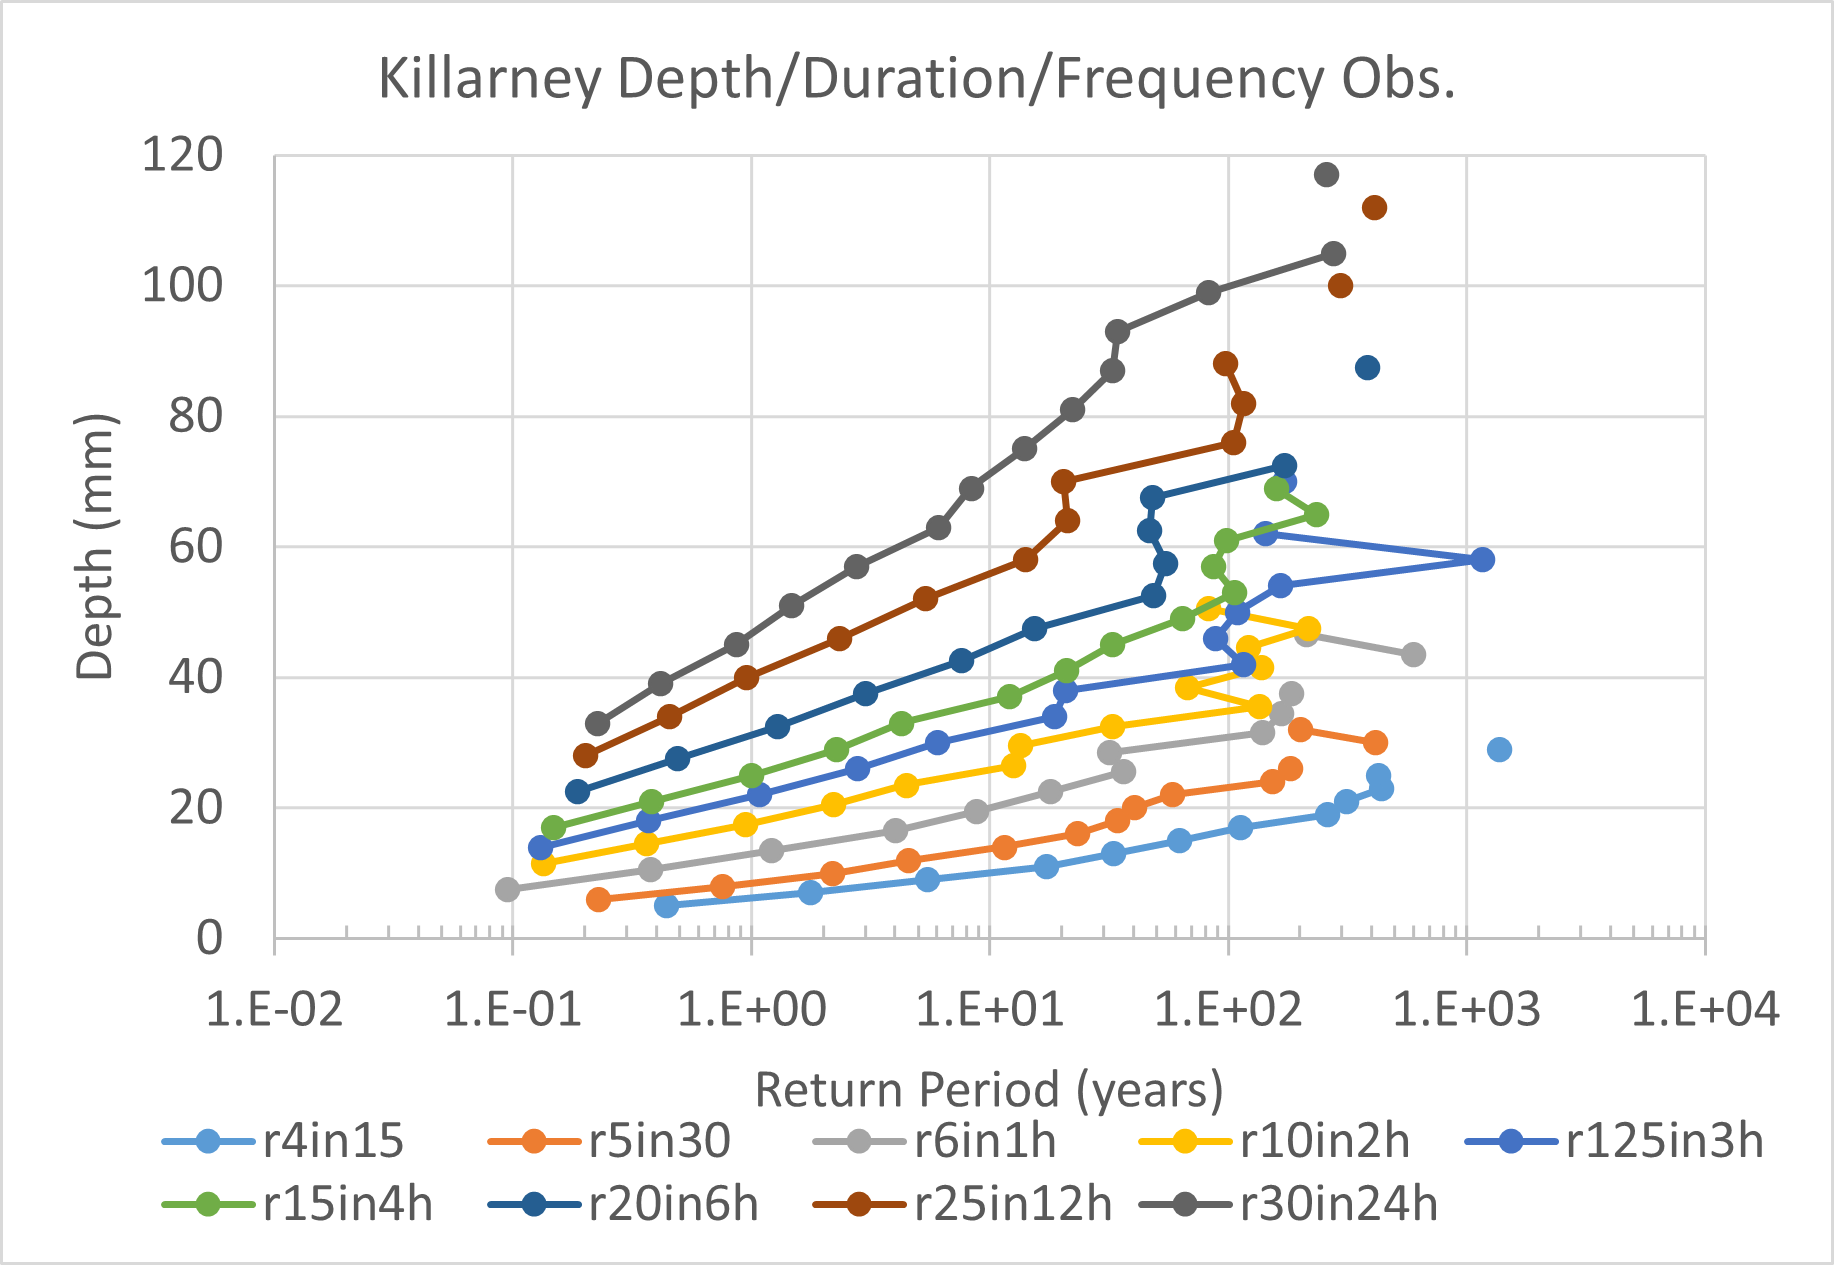 Killarney Depth/Duration/Frequency Obs.
120
100
80
60
40
20
0
Depth (mm)
1.E-02 1.E-01 1.E+00 1.E+01 1.E+02 1.E+03 1.E+04
Return Period (years)
r4in15 r5in30 r6in1h r10in2h r125in3h
r15in4h r20in6h r25in12h r30in24h